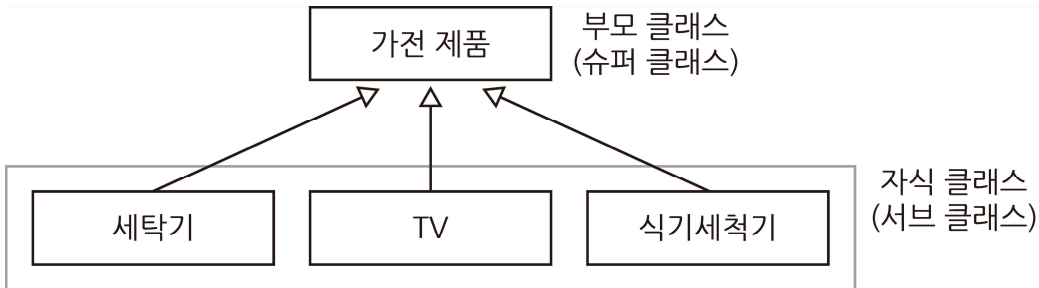 가전 제품
부모 클래스
(슈퍼 클래스)
자식 클래스
(서브 클래스)
세탁기
TV
식기세척기